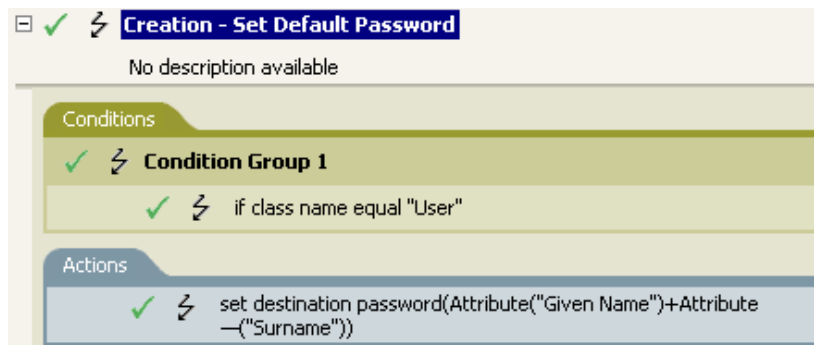 Creation - Set Default Password
No description available
Conditions
Condition Group 1
if class name equal "User"
Actions
set destination password(Attribute("Given Name")+Attribute
—("Surname"))